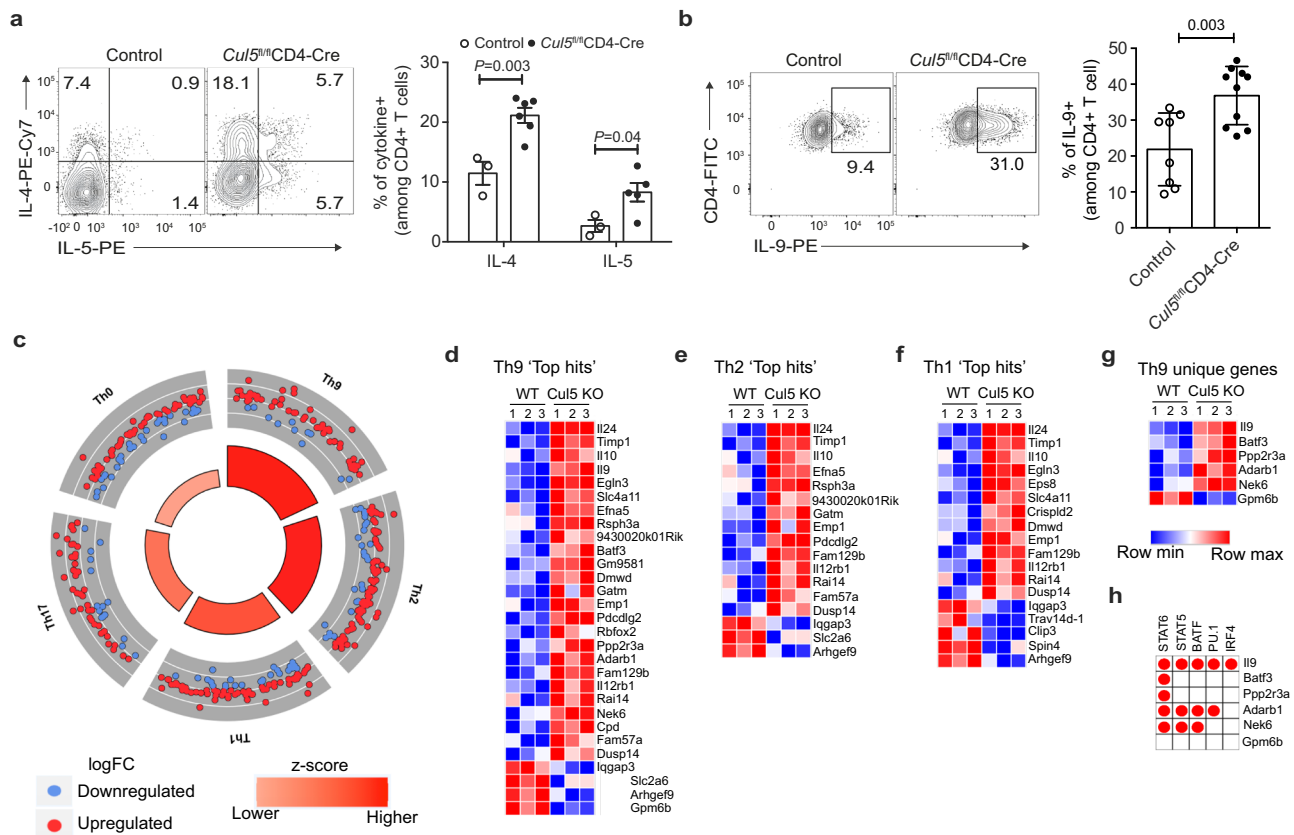 a
Control
Cul5fl/flCD4-Cre
7.4
0.9
18.1
5.7
1.4
5.7
10⁵
10⁴
10³
0
-10² 0 10³ 10⁴ 10⁵
0 10³ 10⁴ 10⁵
IL-4-PE-Cy7
IL-5-PE
Control
Cul5fl/flCD4-Cre
P=0.003
P=0.04
30
20
10
0
% of cytokine+
(among CD4+ T cells)
IL-4
IL-5
b
Control
Cul5fl/flCD4-Cre
9.4
31.0
10⁵
10⁴
10³
0
0 10³ 10⁴ 10⁵
0 10³ 10⁴ 10⁵
CD4-FITC
IL-9-PE
0.003
50
40
30
20
10
0
% of IL-9+
(among CD4+ T cell)
Control
Cul5fl/flCD4-Cre
c
Th0
Th9
Th2
Th1
Th17
logFC
Downregulated
Upregulated
z-score
Lower
Higher
d
Th9 'Top hits'
WT Cul5 KO
1 2 3 1 2 3
Il24
Timp1
Il10
Il9
Egln3
Slc4a11
Efna5
Rsph3a
9430020k01Rik
Batf3
Gm9581
Dmwd
Gatm
Emp1
Pdcdlg2
Rbfox2
Ppp2r3a
Adarb1
Fam129b
Il12rb1
Rai14
Nek6
Cpd
Fam57a
Dusp14
Iqgap3
Slc2a6
Arhgef9
Gpm6b
e
Th2 'Top hits'
WT Cul5 KO
1 2 3 1 2 3
Il24
Timp1
Il10
Efna5
Rsph3a
9430020k01Rik
Gatm
Emp1
Pdcdlg2
Fam129b
Il12rb1
Rai14
Fam57a
Dusp14
Iqgap3
Slc2a6
Arhgef9
f
Th1 'Top hits'
WT Cul5 KO
1 2 3 1 2 3
Il24
Timp1
Il10
Egln3
Eps8
Slc4a11
Crispld2
Dmwd
Emp1
Fam129b
Il12rb1
Rai14
Dusp14
Iqgap3
Trav14d-1
Clip3
Spin4
Arhgef9
g
Th9 unique genes
WT Cul5 KO
1 2 3 1 2 3
Il9
Batf3
Ppp2r3a
Adarb1
Nek6
Gpm6b
Row min
Row max
h
STAT6
STAT5
BATF
PU.1
IRF4
Il9
Batf3
Ppp2r3a
Adarb1
Nek6
Gpm6b